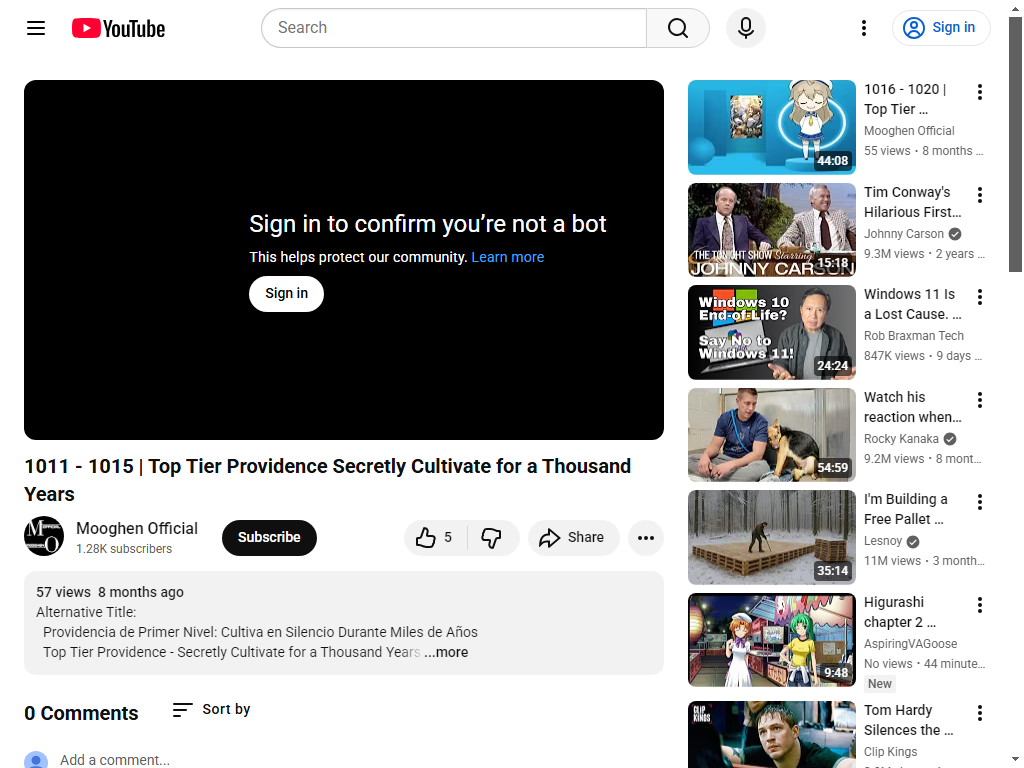 YouTube
Search
Sign in
Sign in to confirm you’re not a bot
This helps protect our community. Learn more
Sign in
1011 - 1015 | Top Tier Providence Secretly Cultivate for a Thousand
Years
Mooghen Official
1.28K subscribers
Subscribe
5
Share
57 views 8 months ago
Alternative Title:
Providencia de Primer Nivel: Cultiva en Silencio Durante Miles de Años
Top Tier Providence - Secretly Cultivate for a Thousand Years ...more
0 Comments
Sort by
Add a comment...
44:08
1016 - 1020 |
Top Tier ...
Mooghen Official
55 views • 8 months ...
THE TONIGHT SHOW Starring
JOHNNY CARSON
15:18
Tim Conway's
Hilarious First...
Johnny Carson
9.3M views • 2 years ...
Windows 10
End-of-Life?
Say No to
Windows 11!
24:24
Windows 11 Is
a Lost Cause. ...
Rob Braxman Tech
847K views • 9 days ...
54:59
Watch his
reaction when...
Rocky Kanaka
9.2M views • 8 mont...
35:14
I'm Building a
Free Pallet ...
Lesnoy
11M views • 3 month...
9:48
Higurashi
chapter 2 ...
AspiringVAGoose
No views • 44 minute...
New
CLIP
KINGS
Tom Hardy
Silences the ...
Clip Kings